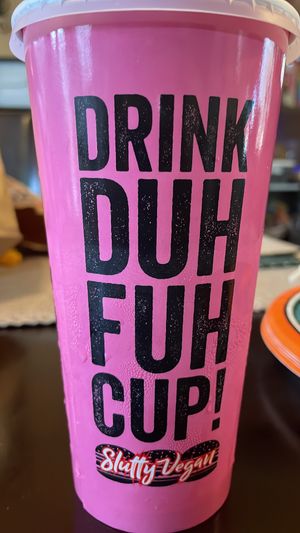 DRINK
DUH
FUH
CUP!
Slutty Vegan